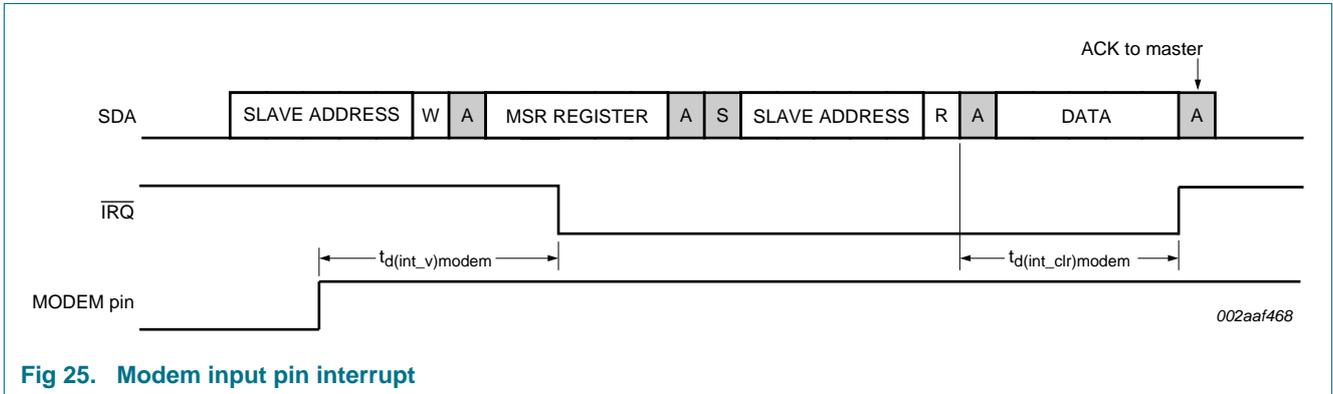 ACK to master
SDA
SLAVE ADDRESS W A MSR REGISTER A S SLAVE ADDRESS R A DATA A
IRQ
td(int_v)modem
td(int_clr)modem
MODEM pin
002aaf468
Fig 25. Modem input pin interrupt